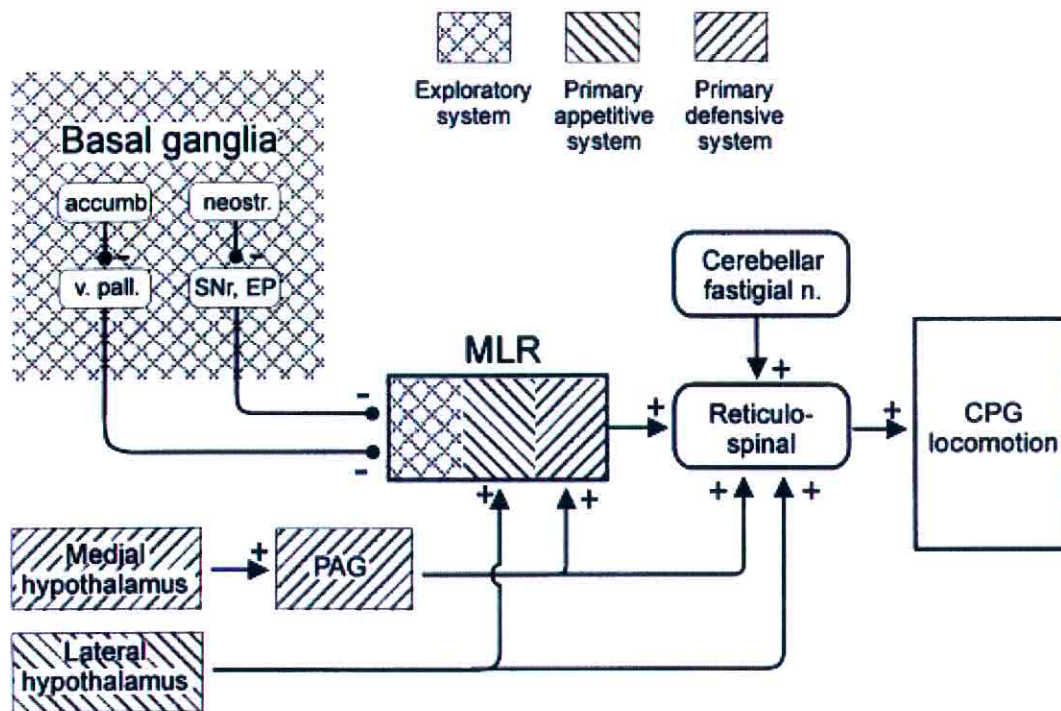 Exploratory
system
Primary
appetitive
system
Primary
defensive
system
Basal ganglia
accumb
neostr.
-
-
v. pall.
SNr, EP
Cerebellar
fastigial n.
+
MLR
-
-
+
Reticulo-
spinal
+
CPG
locomotion
+
+
+
+
Medial
hypothalamus
+
PAG
Lateral
hypothalamus